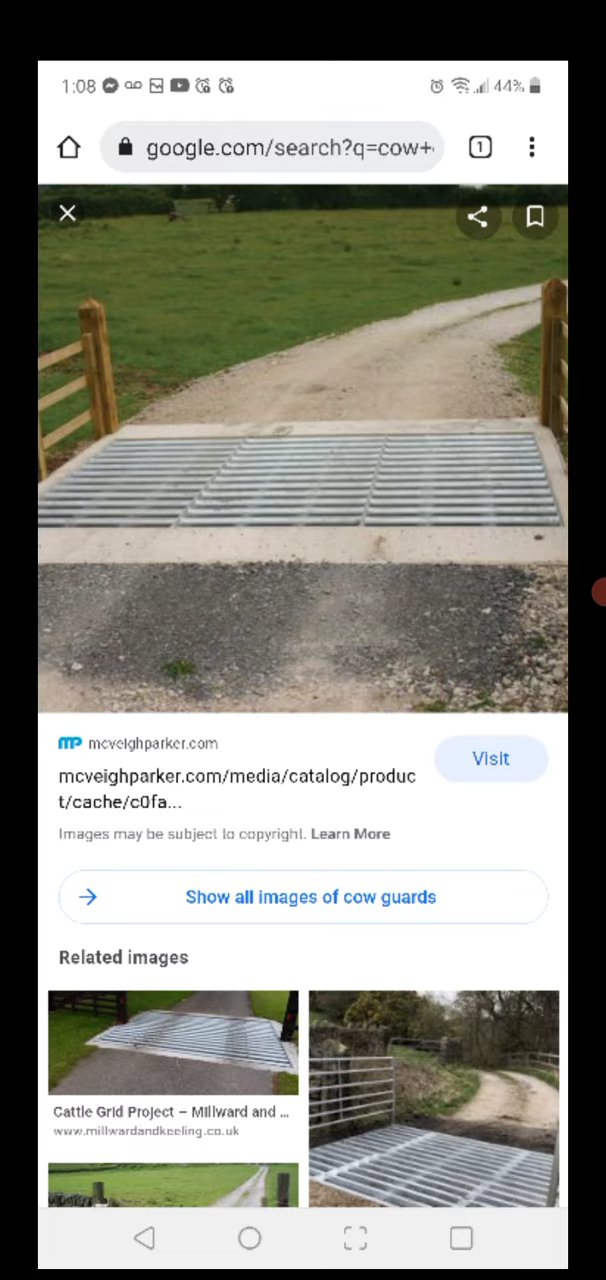 1:08
44%
google.com/search?q=cow+
1
mcveighparker.com
mcveighparker.com/media/catalog/produc
t/cache/c0fa...
Visit
Images may be subject to copyright. Learn More
Show all images of cow guards
Related images
Cattle Grid Project – Millward and ...
www.millwardandkeeling.co.uk